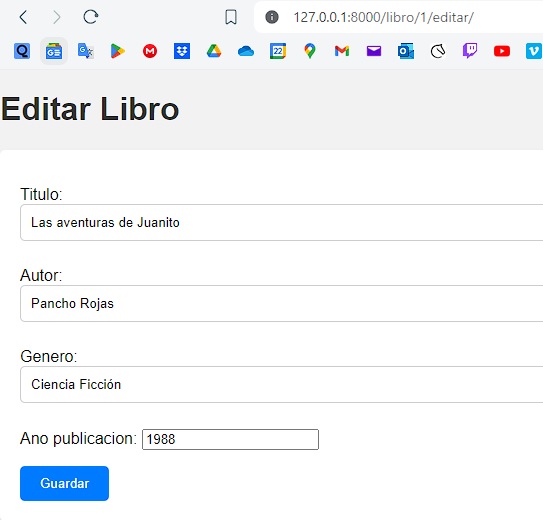 127.0.0.1:8000/libro/1/editar/
22
Editar Libro
Titulo:
Las aventuras de Juanito
Autor:
Pancho Rojas
Genero:
Ciencia Ficción
Ano publicacion: 1988
Guardar